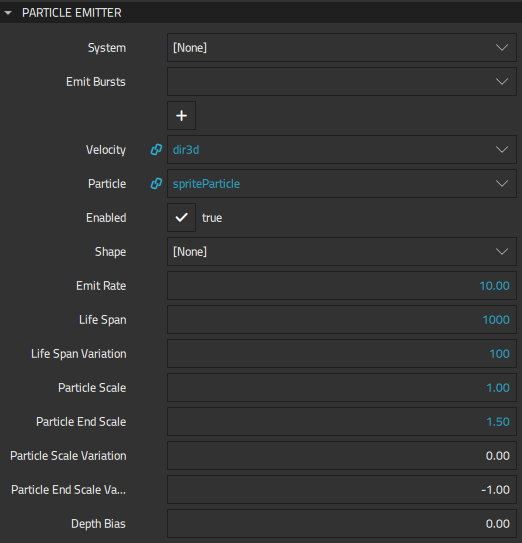 PARTICLE EMITTER
System [None]
Emit Bursts
+
Velocity dir3d
Particle spriteParticle
Enabled true
Shape [None]
Emit Rate 10.00
Life Span 1000
Life Span Variation 100
Particle Scale 1.00
Particle End Scale 1.50
Particle Scale Variation 0.00
Particle End Scale Va... -1.00
Depth Bias 0.00